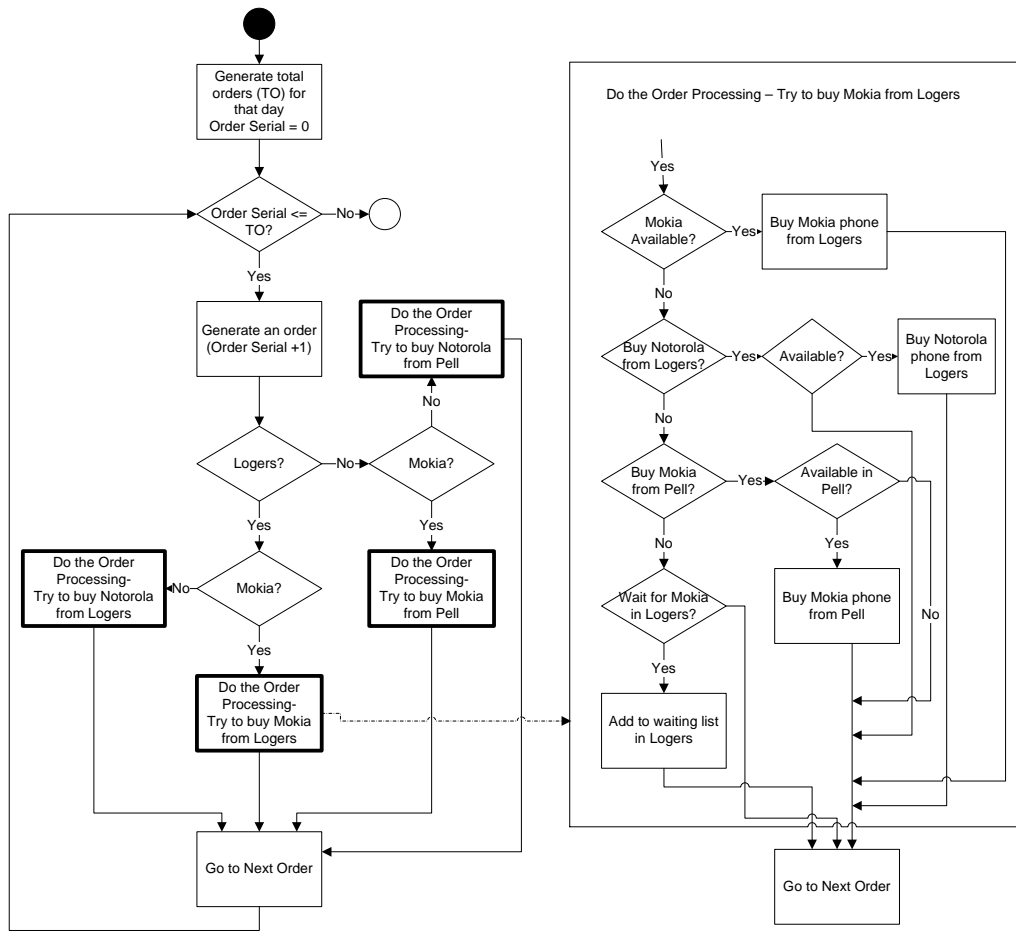 Generate total
orders (TO) for
that day
Order Serial = 0
Order Serial <=
TO?
No
Yes
Generate an order
(Order Serial +1)
Do the Order
Processing-
Try to buy Notorola
from Pell
No
Logers?
No
Mokia?
Yes
Yes
Do the Order
Processing-
Try to buy Notorola
from Logers
No
Mokia?
Do the Order
Processing-
Try to buy Mokia
from Pell
Yes
Do the Order
Processing-
Try to buy Mokia
from Logers
Go to Next Order
Do the Order Processing – Try to buy Mokia from Logers
Yes
Mokia
Available?
Yes
Buy Mokia phone
from Logers
No
Buy Notorola
from Logers?
Yes
Available?
Yes
Buy Notorola
phone from
Logers
No
Buy Mokia
from Pell?
Yes
Available in
Pell?
No
Yes
Wait for Mokia
in Logers?
Buy Mokia phone
from Pell
No
Yes
Add to waiting list
in Logers
Go to Next Order